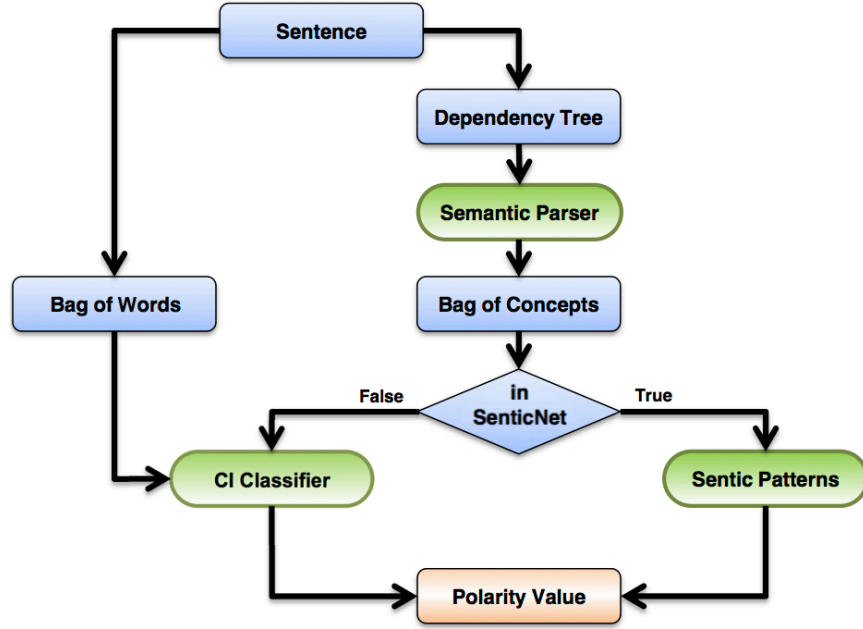 Sentence
Dependency Tree
Semantic Parser
Bag of Words
Bag of Concepts
False
in
SenticNet
True
CI Classifier
Sentic Patterns
Polarity Value